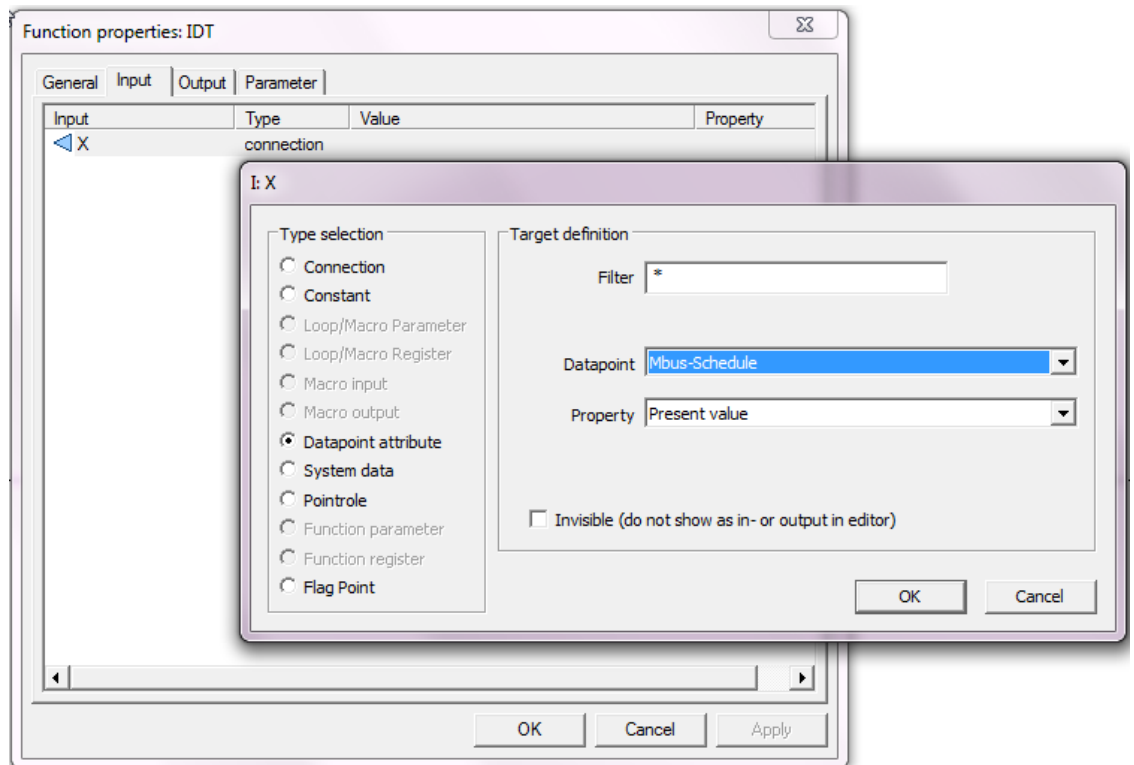 Function properties: IDT
General Input Output Parameter
Input Type Value Property
X connection
I: X
Type selection
Connection
Constant
Loop/Macro Parameter
Loop/Macro Register
Macro input
Macro output
Datapoint attribute
System data
Pointrole
Function parameter
Function register
Flag Point
Target definition
Filter *
Datapoint Mbus-Schedule
Property Present value
Invisible (do not show as in- or output in editor)
OK Cancel
OK Cancel Apply